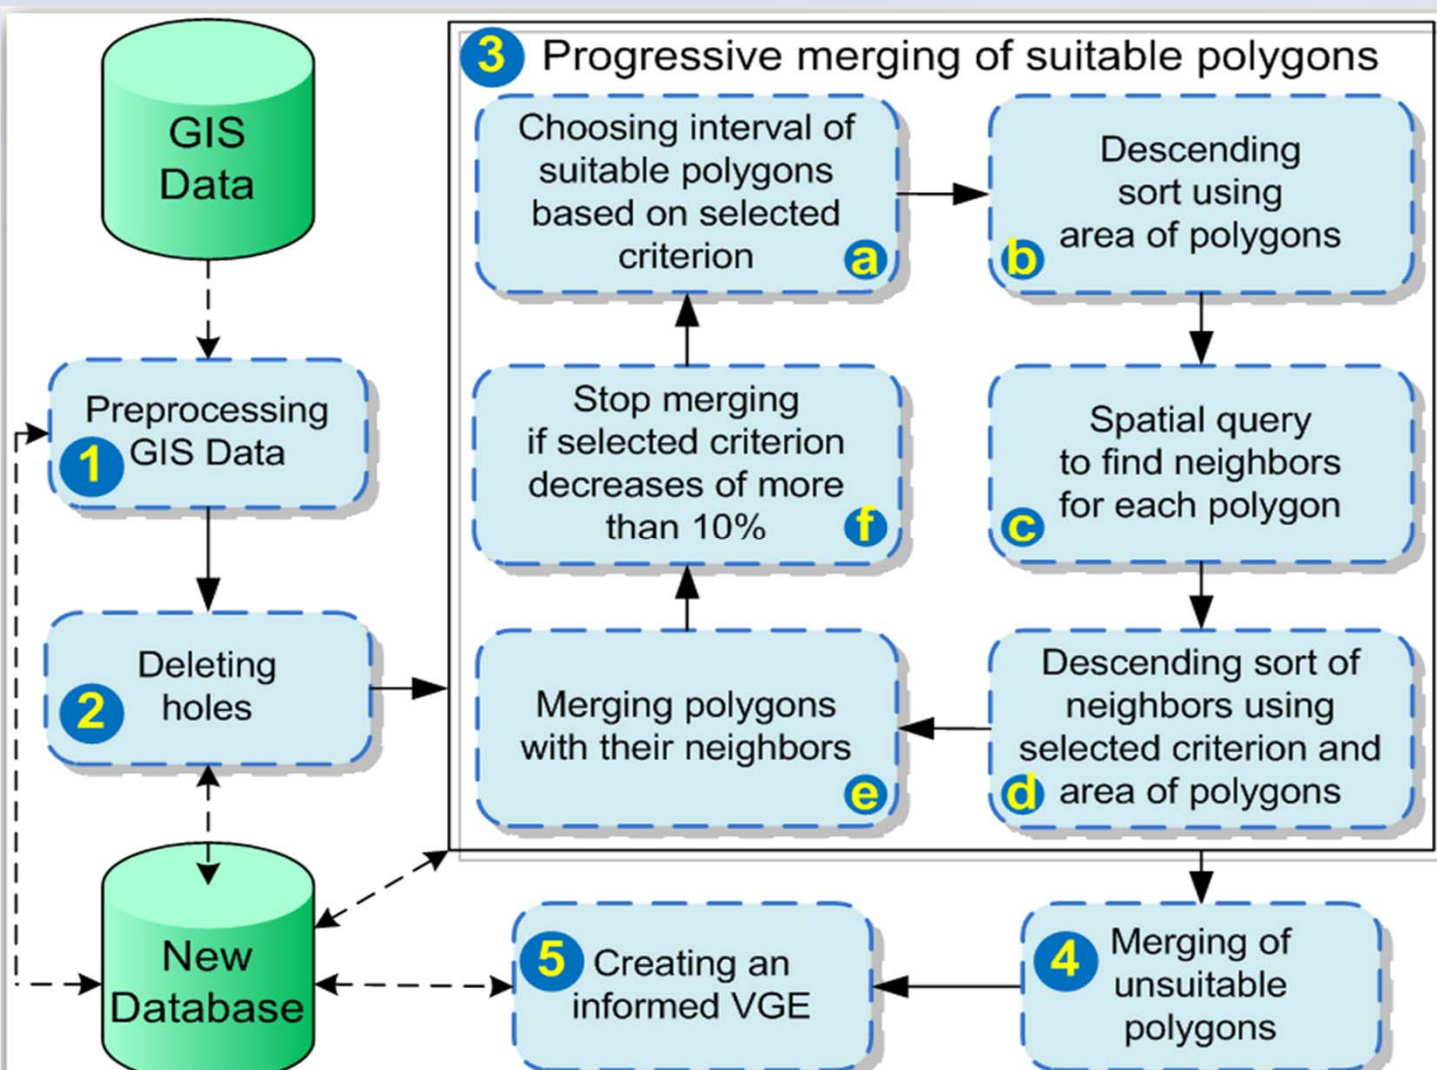 GIS
Data
Preprocessing
GIS Data
1
Deleting
holes
2
New
Database
3 Progressive merging of suitable polygons
Choosing interval of
suitable polygons
based on selected
criterion
a
Descending
sort using
area of polygons
b
Spatial query
to find neighbors
for each polygon
c
Descending sort of
neighbors using
selected criterion and
area of polygons
d
Merging polygons
with their neighbors
e
Stop merging
if selected criterion
decreases of more
than 10%
f
4 Merging of
unsuitable
polygons
5 Creating an
informed VGE